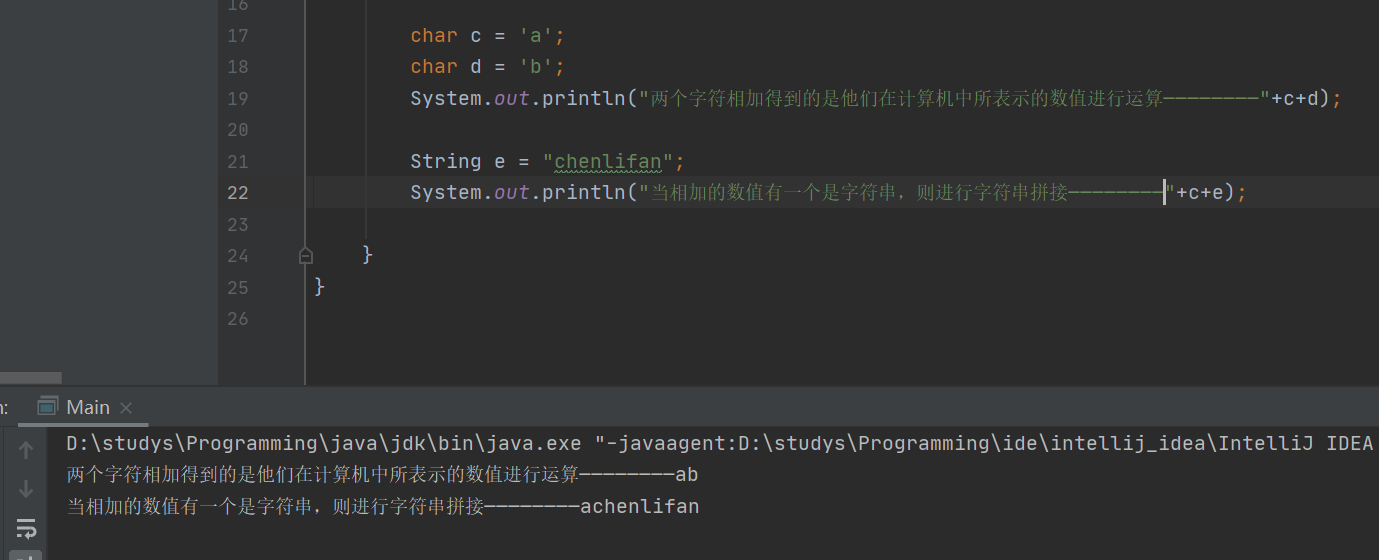 16
17 char c = 'a';
18 char d = 'b';
19 System.out.println("两个字符相加得到的是他们在计算机中所表示的数值进行运算————————"+c+d);
20
21 String e = "chenlifan";
22 System.out.println("当相加的数值有一个是字符串，则进行字符串拼接————————"+c+e);
23
24 }
25 }
26
: Main
D:\studys\Programming\java\jdk\bin\java.exe "-javaagent:D:\studys\Programming\ide\intellij_idea\IntelliJ IDEA
两个字符相加得到的是他们在计算机中所表示的数值进行运算————————ab
当相加的数值有一个是字符串，则进行字符串拼接————————achenlifan